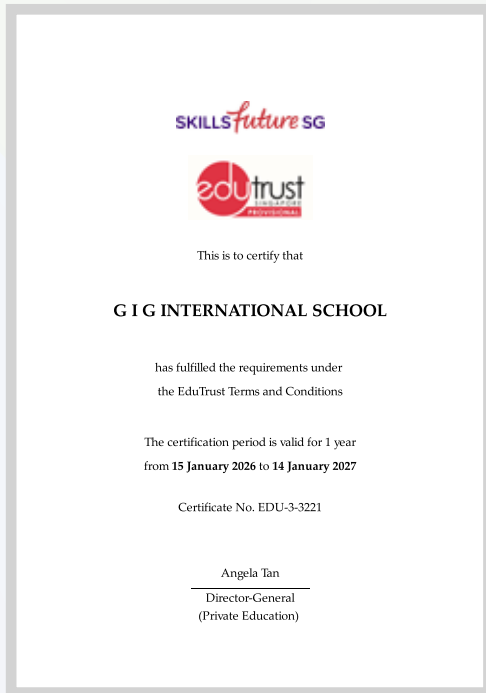 SKILLSfuture SG
edutrust
SINGAPORE
PROVISIONAL
This is to certify that
G I G INTERNATIONAL SCHOOL
has fulfilled the requirements under
the EduTrust Terms and Conditions
The certification period is valid for 1 year
from 15 January 2026 to 14 January 2027
Certificate No. EDU-3-3221
Angela Tan
Director-General
(Private Education)